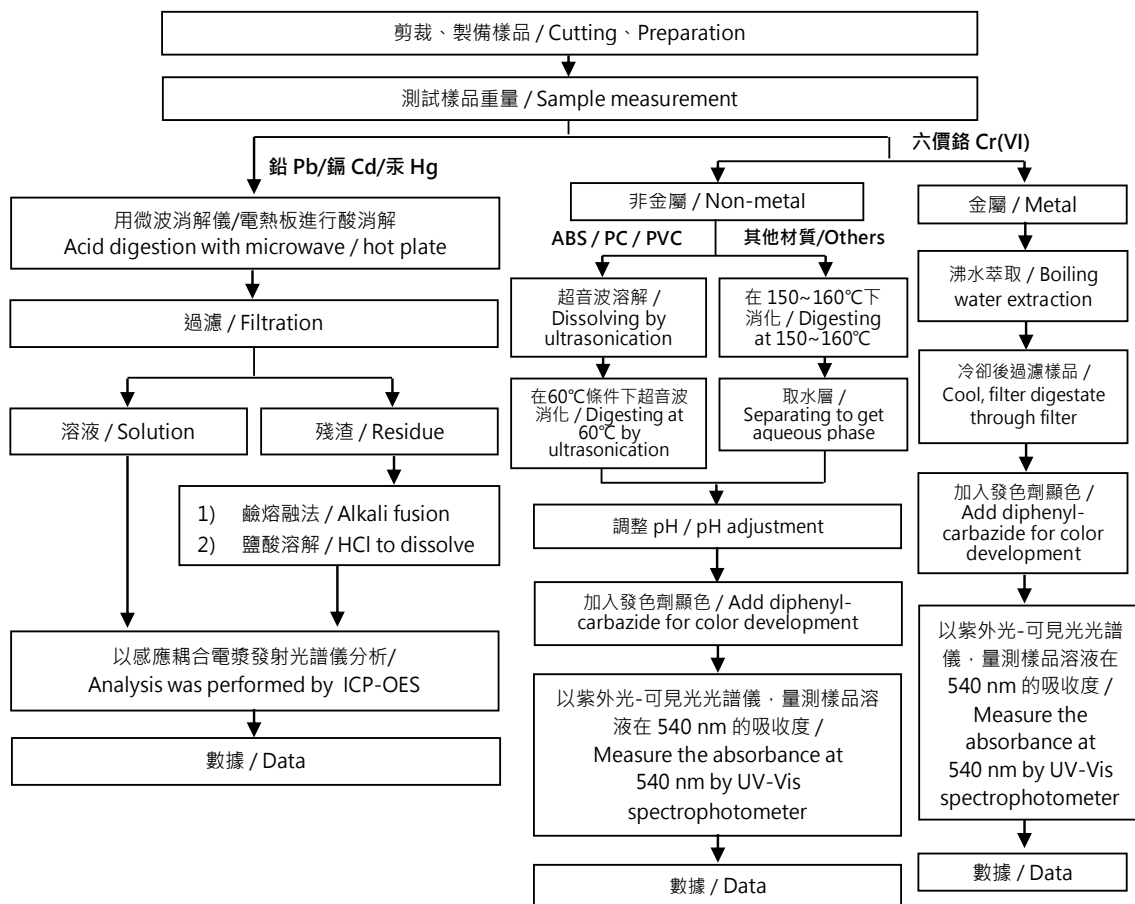 剪裁、製備樣品 / Cutting、Preparation
測試樣品重量 / Sample measurement
鉛 Pb/鎘 Cd/汞 Hg
用微波消解儀/電熱板進行酸消解
Acid digestion with microwave / hot plate
過濾 / Filtration
溶液 / Solution
殘渣 / Residue
1) 鹼熔融法 / Alkali fusion
2) 鹽酸溶解 / HCl to dissolve
以感應耦合電漿發射光譜儀分析/
Analysis was performed by ICP-OES
數據 / Data
六價鉻 Cr(VI)
非金屬 / Non-metal
ABS / PC / PVC
超音波溶解 /
Dissolving by
ultrasonication
在60℃條件下超音波
消化 / Digesting at
60℃ by
ultrasonication
其他材質/Others
在 150~160℃下
消化 / Digesting
at 150~160℃
取水層 /
Separating to get
aqueous phase
調整 pH / pH adjustment
加入發色劑顯色 / Add diphenyl-
carbazide for color development
以紫外光-可見光光譜儀，量測樣品溶
液在 540 nm 的吸收度 /
Measure the absorbance at
540 nm by UV-Vis
spectrophotometer
數據 / Data
金屬 / Metal
沸水萃取 / Boiling
water extraction
冷卻後過濾樣品 /
Cool, filter digestate
through filter
加入發色劑顯色 /
Add diphenyl-
carbazide for color
development
以紫外光-可見光光譜
儀，量測樣品溶液在
540 nm 的吸收度 /
Measure the
absorbance at
540 nm by UV-Vis
spectrophotometer
數據 / Data